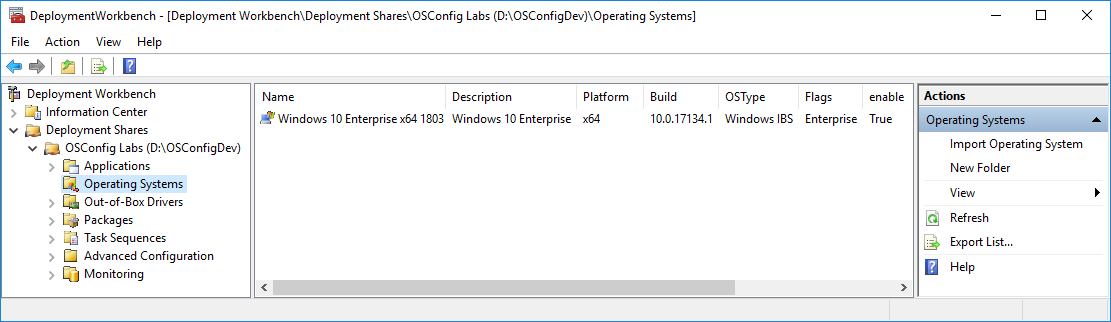 DeploymentWorkbench - [Deployment Workbench\Deployment Shares\OSConfig Labs (D:\OSConfigDev)\Operating Systems]
File Action View Help
Deployment Workbench
Information Center
Deployment Shares
OSConfig Labs (D:\OSConfigDev)
Applications
Operating Systems
Out-of-Box Drivers
Packages
Task Sequences
Advanced Configuration
Monitoring
Name Description Platform Build OSType Flags enable
Windows 10 Enterprise x64 1803 Windows 10 Enterprise x64 10.0.17134.1 Windows IBS Enterprise True
Actions
Operating Systems
Import Operating System
New Folder
View
Refresh
Export List...
Help